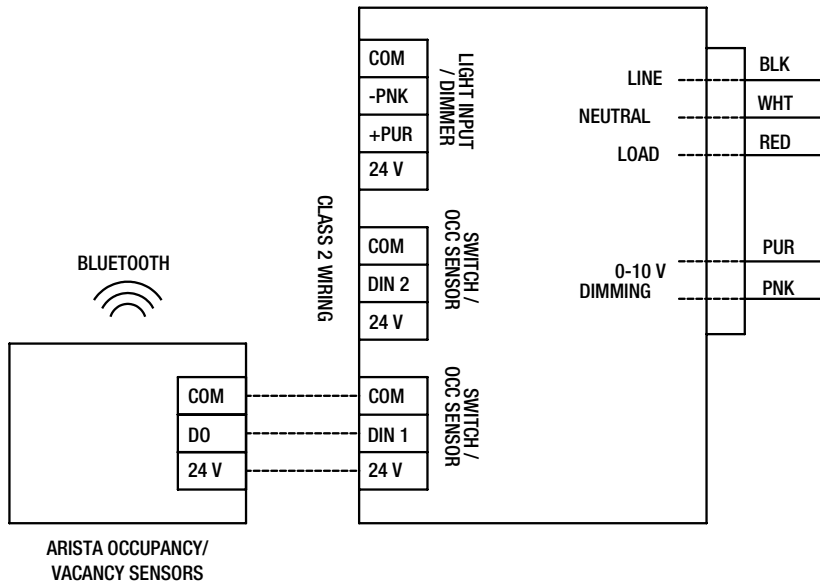 COM
-PNK
+PUR
24 V
LIGHT INPUT
/ DIMMER
LINE
NEUTRAL
LOAD
BLK
WHT
RED
CLASS 2 WIRING
COM
DIN 2
24 V
SWITCH /
OCC SENSOR
0-10 V
DIMMING
PUR
PNK
BLUETOOTH
COM
DO
24 V
COM
DIN 1
24 V
SWITCH /
OCC SENSOR
ARISTA OCCUPANCY/
VACANCY SENSORS